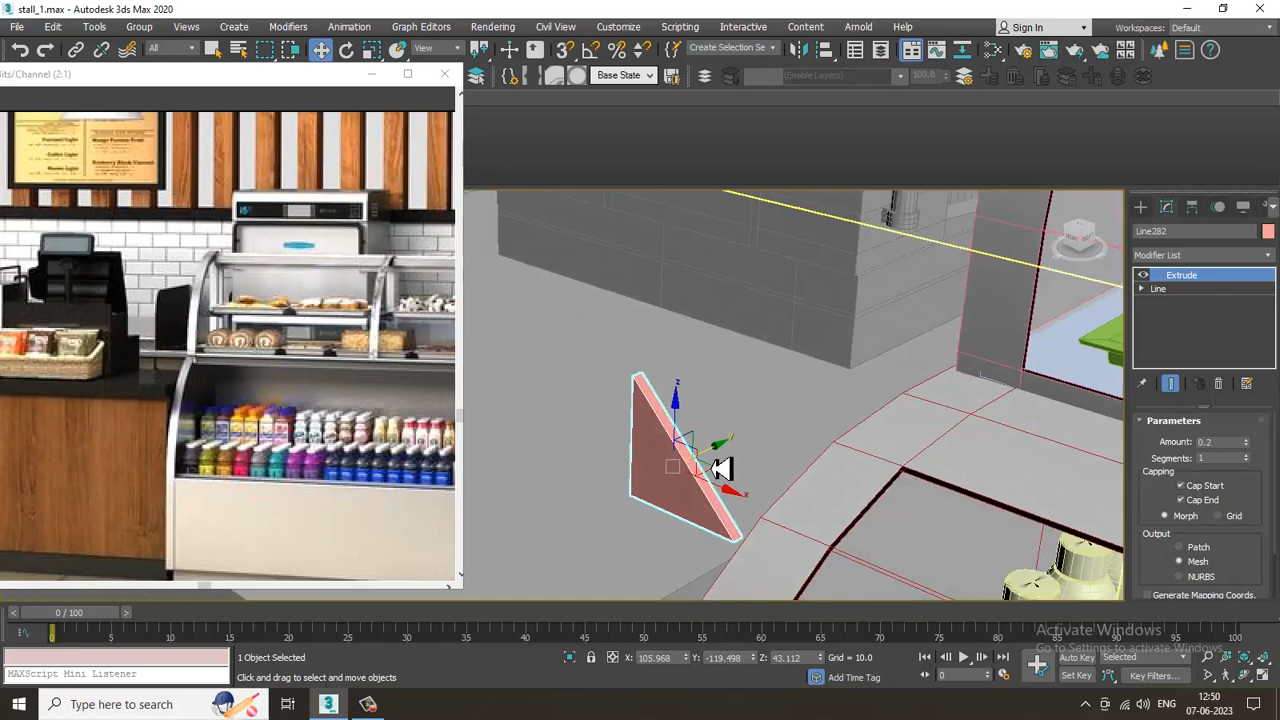 stall_1.max - Autodesk 3ds Max 2020
File Edit Tools Group Views Create Modifiers Animation Graph Editors Rendering Civil View Customize Scripting Interactive Content Arnold Help
Sign In
Workspaces: Default
All
View
Create Selection Se
its/Channel (2:1)
Base State
(Enable Layers)
100.0
Line282
Modifier List
Extrude
Line
z
x
Parameters
Amount: 0.2
Segments: 1
Capping
Cap Start
Cap End
Morph Grid
Output
Patch
Mesh
NURBS
Generate Mapping Coords.
0 / 100
0 5 10 15 20 25 30 35 40 45 50 55 60 65 70 75 80 85 90 95 100
Activate Windows
Go to Settings to activate Windows.
1 Object Selected
X: 105.968 Y: -119.498 Z: 43.112 Grid = 10.0
Auto Key Selected
MAXScript Mini Listener
Click and drag to select and move objects
Add Time Tag
0
Set Key Key Filters...
Type here to search
ENG
12:50
07-06-2023